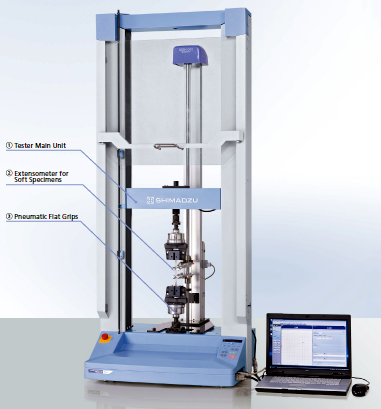 ① Tester Main Unit
② Extensometer for
Soft Specimens
SHIMADZU
③ Pneumatic Flat Grips